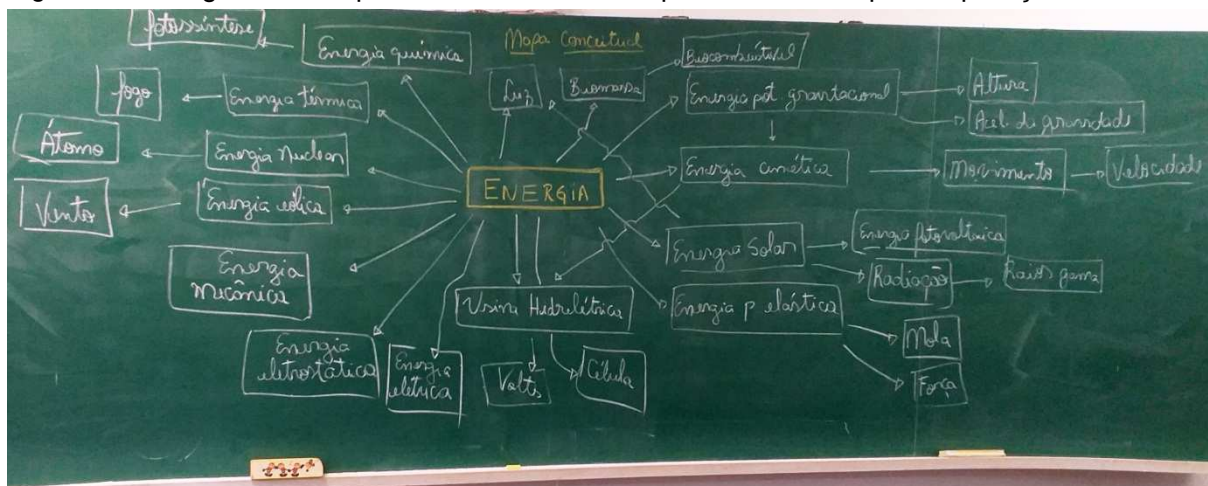 Mapa Conceitual
fotossíntese
Energia química
Luz
Biomassa
Biocombustível
fogo
Energia térmica
Energia pot gravitacional
Altura
Acel. da gravidade
Átomo
Energia Nuclear
ENERGIA
Energia cinética
Movimento
Velocidade
Ventos
Energia eólica
Energia Solar
Energia fotovoltaica
Radiação
Raios gama
Energia
mecânica
Usina Hidrelétrica
Energia p elástica
Mola
Força
Energia
eletrostática
Energia
elétrica
Volts
Célula